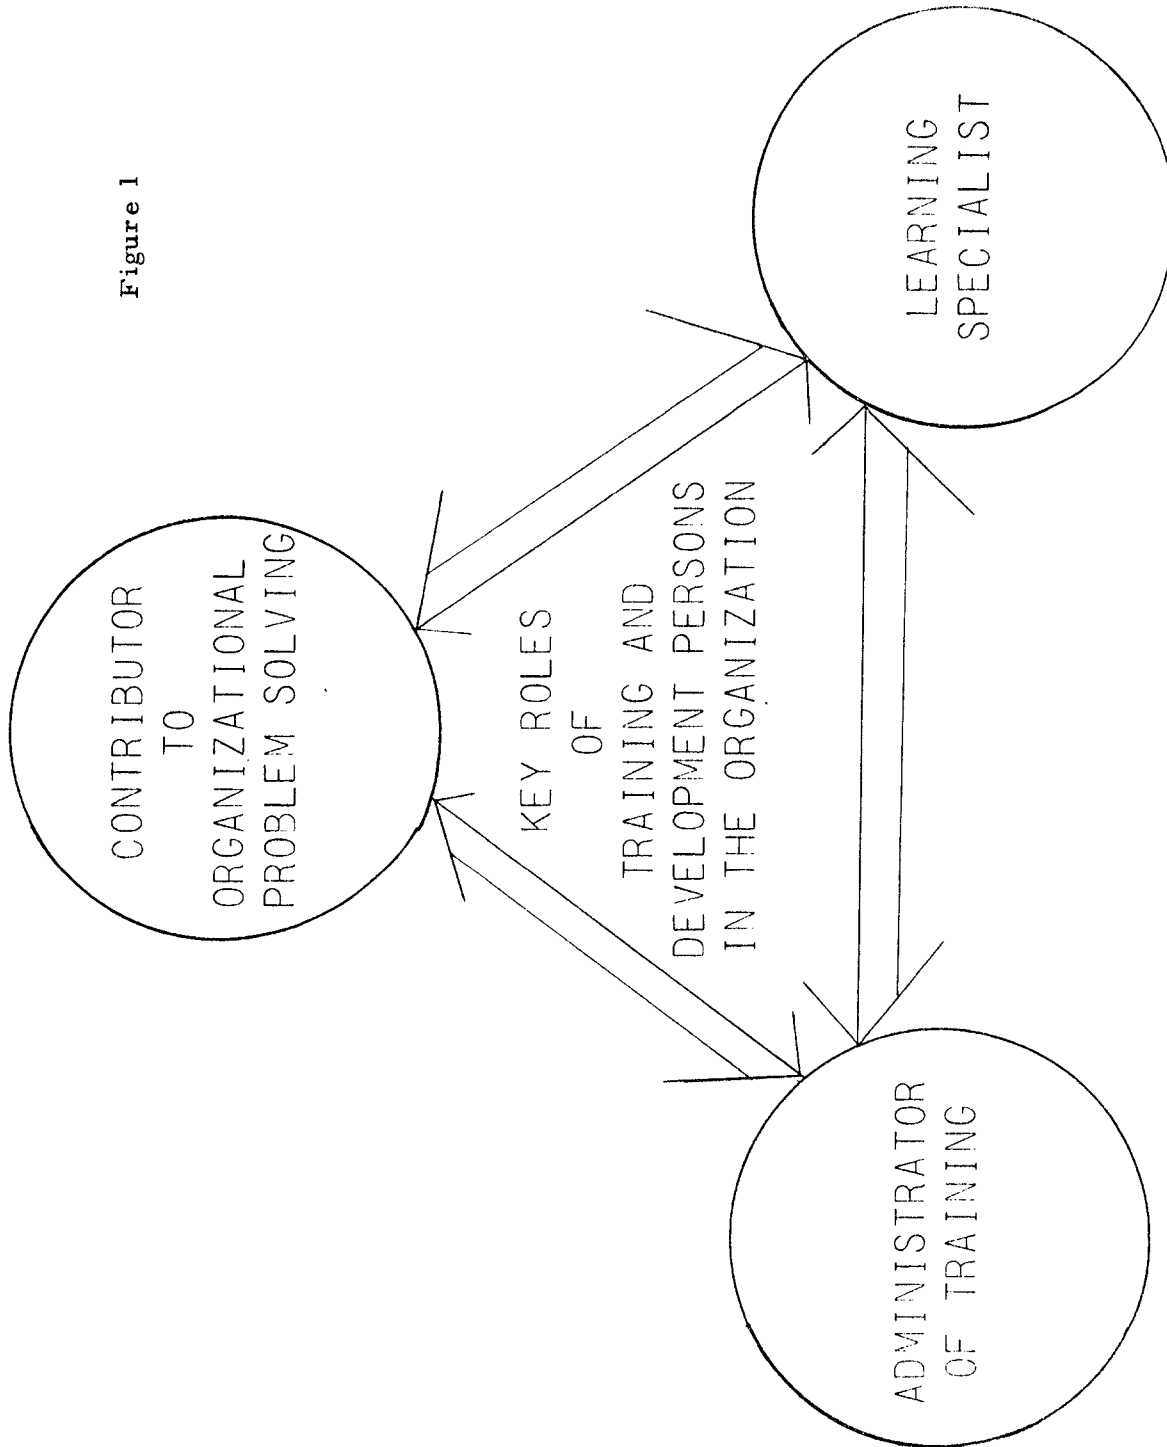 Figure 1
CONTRIBUTOR
TO
ORGANIZATIONAL
PROBLEM SOLVING
KEY ROLES
OF
TRAINING AND
DEVELOPMENT PERSONS
IN THE ORGANIZATION
ADMINISTRATOR
OF TRAINING
LEARNING
SPECIALIST